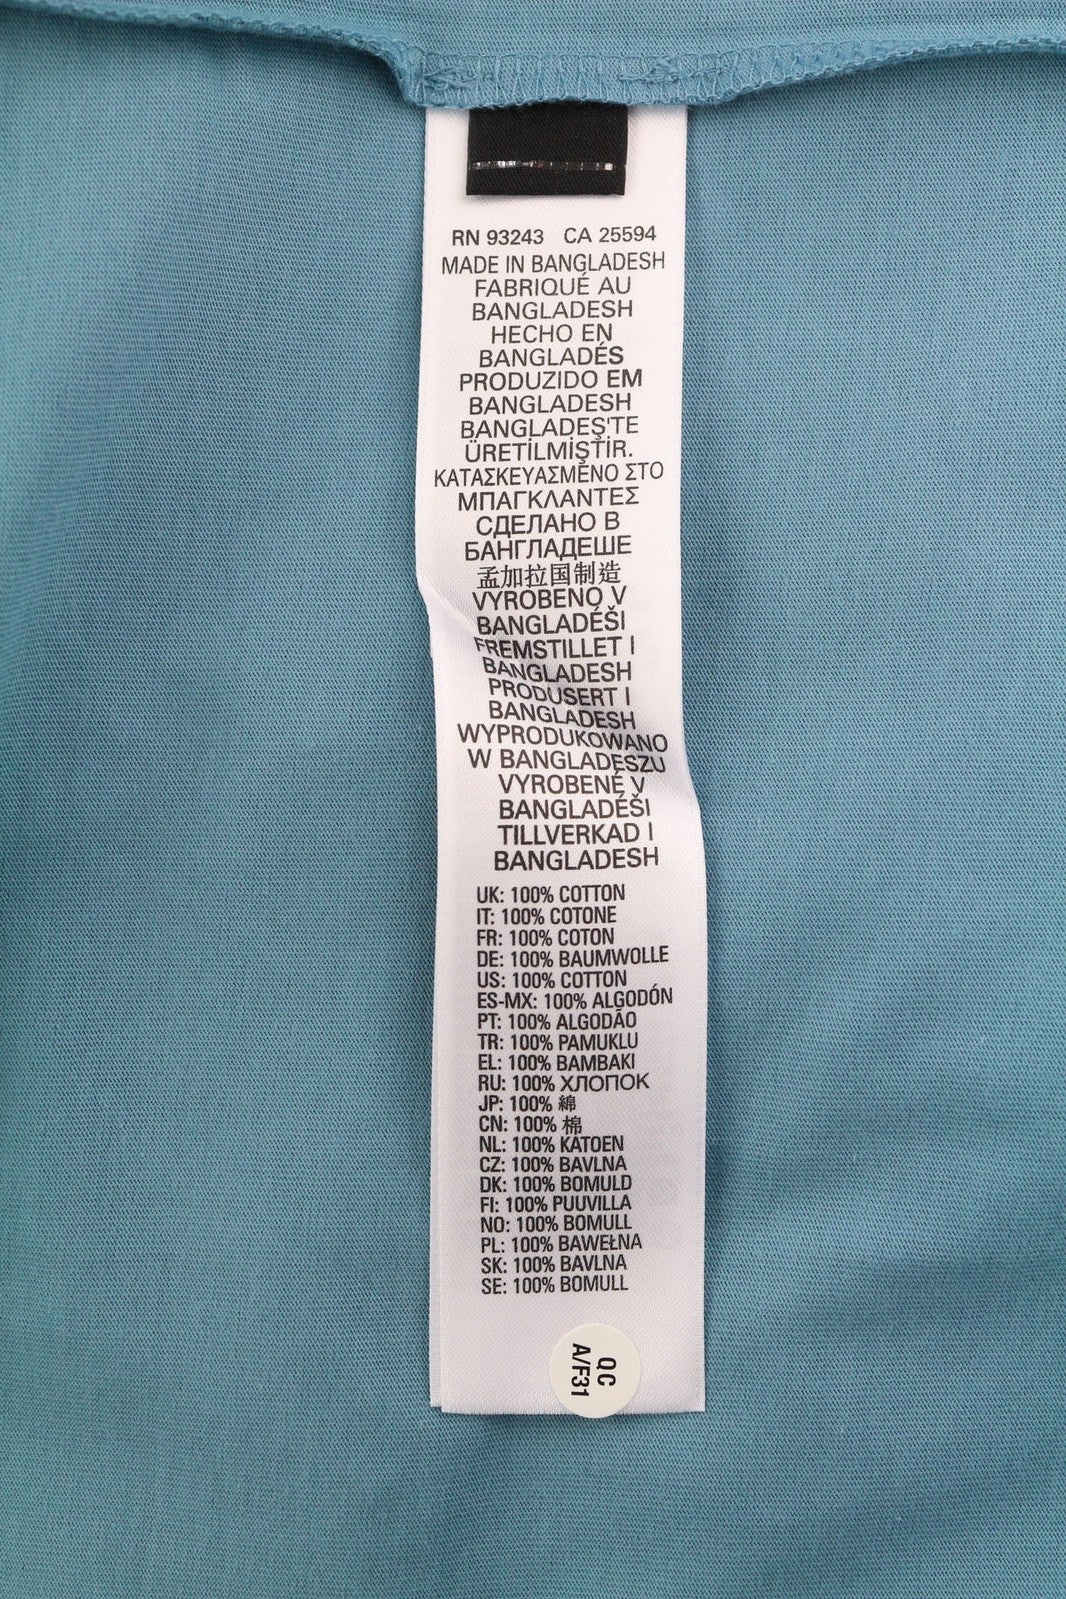 RN 93243 CA 25594
MADE IN BANGLADESH
FABRIQUÉ AU
BANGLADESH
HECHO EN
BANGLADÉS
PRODUZIDO EM
BANGLADESH
BANGLADEŞ'TE
ÜRETİLMİŞTİR.
ΚΑΤΑΣΚΕΥΑΣΜΕΝΟ ΣΤΟ
ΜΠΑΓΚΛΑΝΤΕΣ
СДЕЛАНО В
БАНГЛАДЕШЕ
孟加拉国制造
VYROBENO V
BANGLADÉŠI
FREMSTILLET I
BANGLADESH
PRODUSERT I
BANGLADESH
WYPRODUKOWANO
W BANGLADESZU
VYROBENÉ V
BANGLADÉŠI
TILLVERKAD I
BANGLADESH
UK: 100% COTTON
IT: 100% COTONE
FR: 100% COTON
DE: 100% BAUMWOLLE
US: 100% COTTON
ES-MX: 100% ALGODÓN
PT: 100% ALGODÃO
TR: 100% PAMUKLU
EL: 100% BAMBAKI
RU: 100% ХЛОПОК
JP: 100% 綿
CN: 100% 棉
NL: 100% KATOEN
CZ: 100% BAVLNA
DK: 100% BOMULD
FI: 100% PUUVILLA
NO: 100% BOMULL
PL: 100% BAWEŁNA
SK: 100% BAVLNA
SE: 100% BOMULL
QC
A/F31